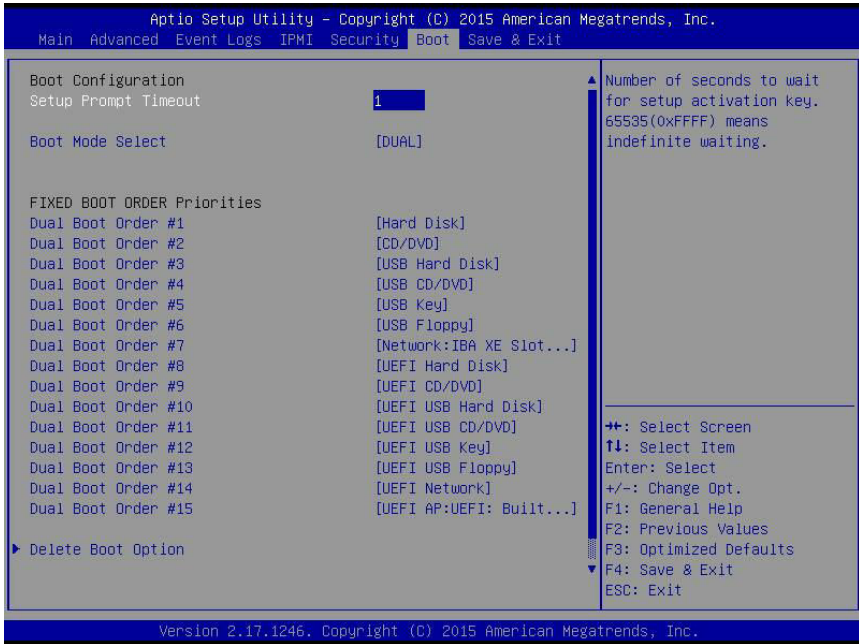 Aptio Setup Utility – Copyright (C) 2015 American Megatrends, Inc.
Main Advanced Event Logs IPMI Security Boot Save & Exit
Boot Configuration
Setup Prompt Timeout 1
Boot Mode Select [DUAL]
FIXED BOOT ORDER Priorities
Dual Boot Order #1 [Hard Disk]
Dual Boot Order #2 [CD/DVD]
Dual Boot Order #3 [USB Hard Disk]
Dual Boot Order #4 [USB CD/DVD]
Dual Boot Order #5 [USB Key]
Dual Boot Order #6 [USB Floppy]
Dual Boot Order #7 [Network:IBA XE Slot...]
Dual Boot Order #8 [UEFI Hard Disk]
Dual Boot Order #9 [UEFI CD/DVD]
Dual Boot Order #10 [UEFI USB Hard Disk]
Dual Boot Order #11 [UEFI USB CD/DVD]
Dual Boot Order #12 [UEFI USB Key]
Dual Boot Order #13 [UEFI USB Floppy]
Dual Boot Order #14 [UEFI Network]
Dual Boot Order #15 [UEFI AP:UEFI: Built...]
Delete Boot Option
Number of seconds to wait
for setup activation key.
65535(0xFFFF) means
indefinite waiting.
→←: Select Screen
↑↓: Select Item
Enter: Select
+/-: Change Opt.
F1: General Help
F2: Previous Values
F3: Optimized Defaults
F4: Save & Exit
ESC: Exit
Version 2.17.1246. Copyright (C) 2015 American Megatrends, Inc.